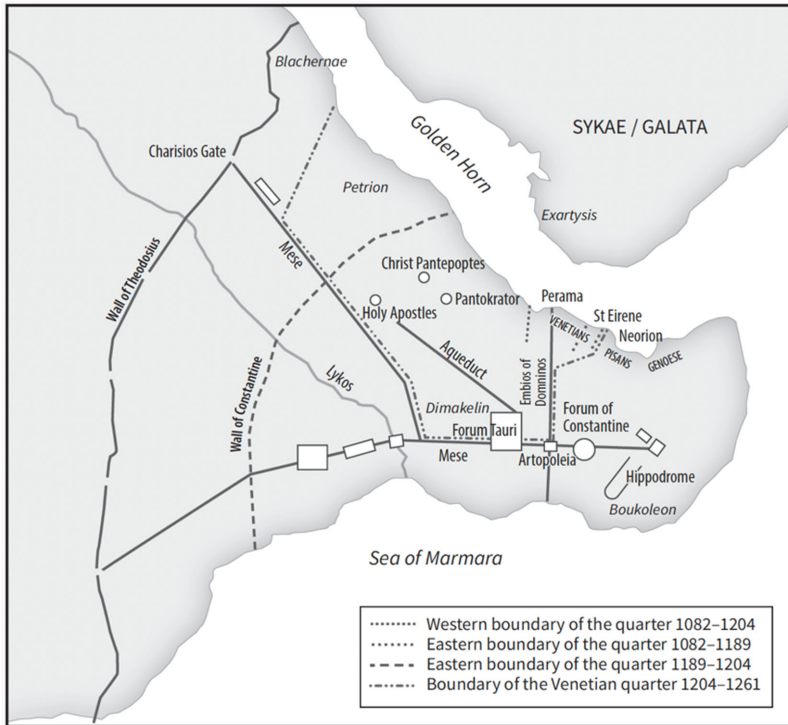 Blachernae
Golden Horn
SYKAE / GALATA
Charisios Gate
Petrion
Exartysis
Mese
Christ Pantepoptes
Wall of Theodosius
Holy Apostles
Pantokrator
Perama
St Eirene
VENETIANS
Neorion
PISANS
GENOESE
Aqueduct
Embios of
Domninos
Wall of Constantine
Lykos
Dimakelin
Forum of
Constantine
Forum Tauri
Mese
Artopoleia
Hippodrome
Boukoleon
Sea of Marmara
Western boundary of the quarter 1082–1204
Eastern boundary of the quarter 1082–1189
Eastern boundary of the quarter 1189–1204
Boundary of the Venetian quarter 1204–1261